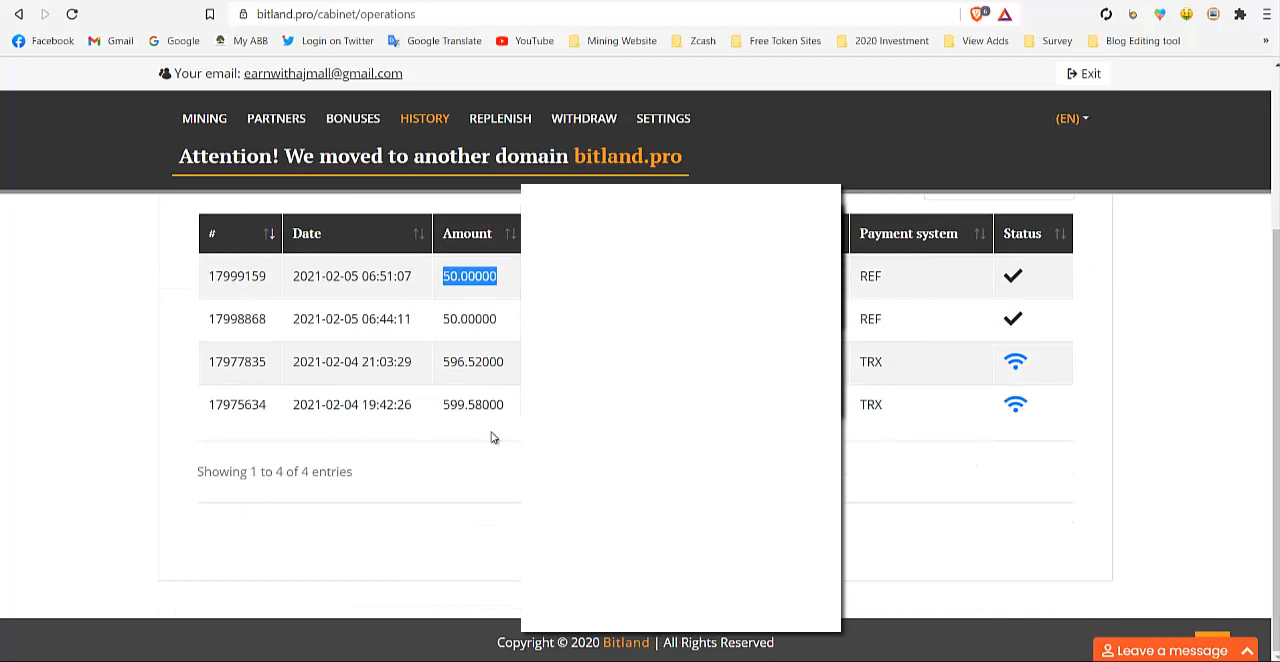 bitland.pro/cabinet/operations
6
Facebook Gmail Google My A8B Login on Twitter Google Translate YouTube Mining Website Zcash Free Token Sites 2020 Investment View Adds Survey Blog Editing tool »
Your email: earnwithajmall@gmail.com Exit
MINING PARTNERS BONUSES HISTORY REPLENISH WITHDRAW SETTINGS (EN)
Attention! We moved to another domain bitland.pro
# Date Amount Payment system Status
17999159 2021-02-05 06:51:07 50.00000 REF
17998868 2021-02-05 06:44:11 50.00000 REF
17977835 2021-02-04 21:03:29 596.52000 TRX
17975634 2021-02-04 19:42:26 599.58000 TRX
Showing 1 to 4 of 4 entries
Copyright © 2020 Bitland | All Rights Reserved
Leave a message